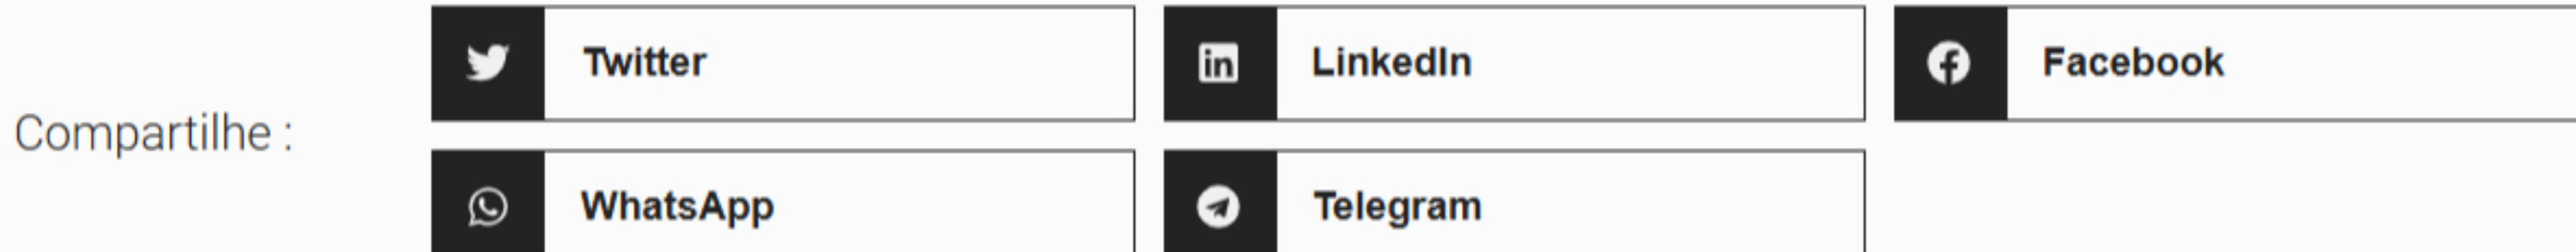 Compartilhe :
Twitter
LinkedIn
Facebook
WhatsApp
Telegram